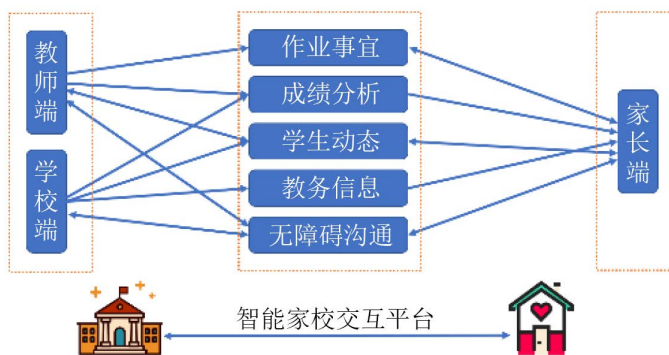 教师端
学校端
作业事宜
成绩分析
学生动态
教务信息
无障碍沟通
家长端
智能家校交互平台